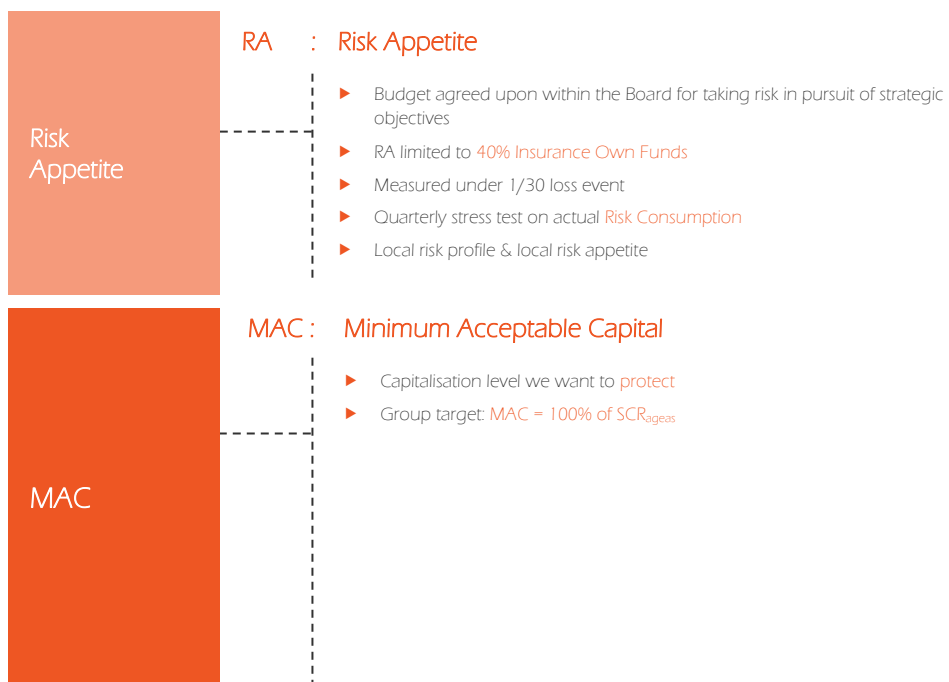 Risk
Appetite
RA : Risk Appetite
Budget agreed upon within the Board for taking risk in pursuit of strategic
objectives
RA limited to 40% Insurance Own Funds
Measured under 1/30 loss event
Quarterly stress test on actual Risk Consumption
Local risk profile & local risk appetite
MAC
MAC : Minimum Acceptable Capital
Capitalisation level we want to protect
Group target: MAC = 100% of SCRageas